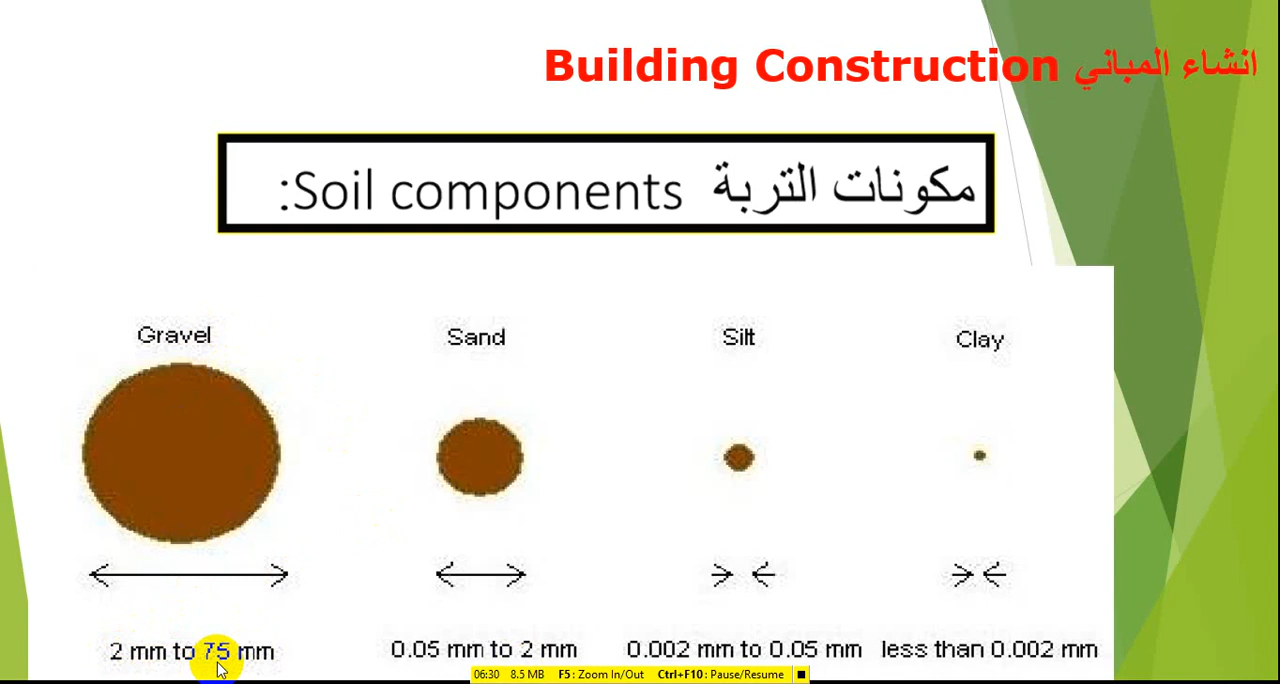 Building Construction انشاء المباني
مكونات التربة Soil components:
Gravel Sand Silt Clay
2 mm to 75 mm 0.05 mm to 2 mm 0.002 mm to 0.05 mm less than 0.002 mm
06:30 8.5 MB F5: Zoom In/Out Ctrl+F10: Pause/Resume